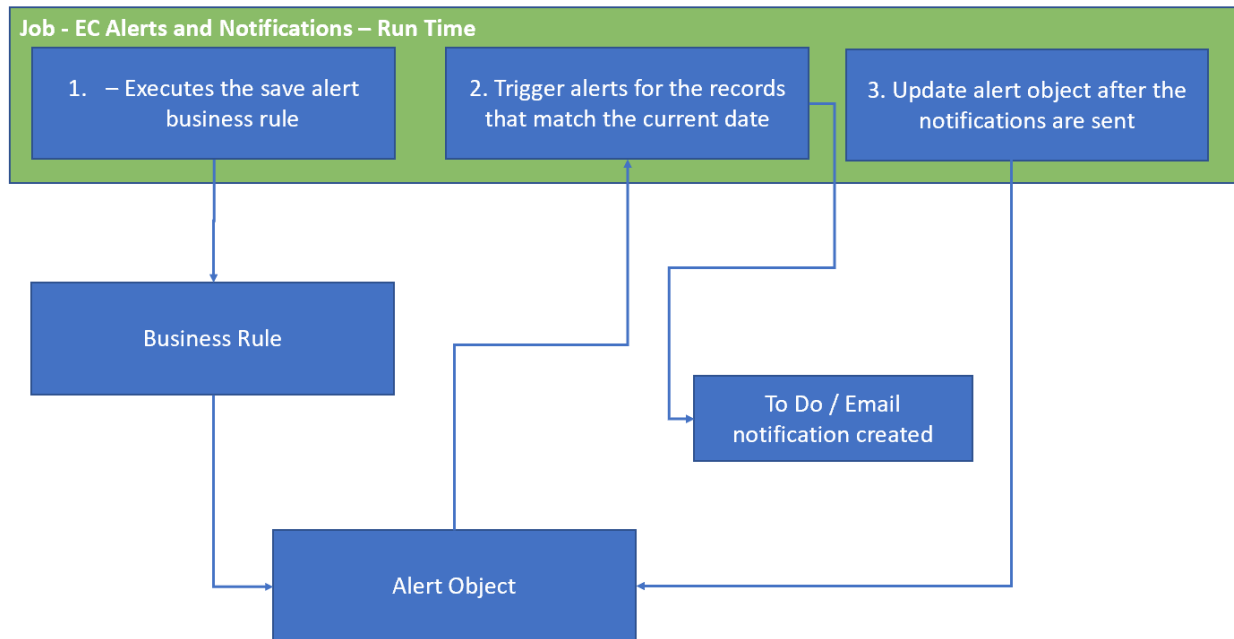 Job - EC Alerts and Notifications – Run Time
1. – Executes the save alert
business rule
2. Trigger alerts for the records
that match the current date
3. Update alert object after the
notifications are sent
Business Rule
To Do / Email
notification created
Alert Object